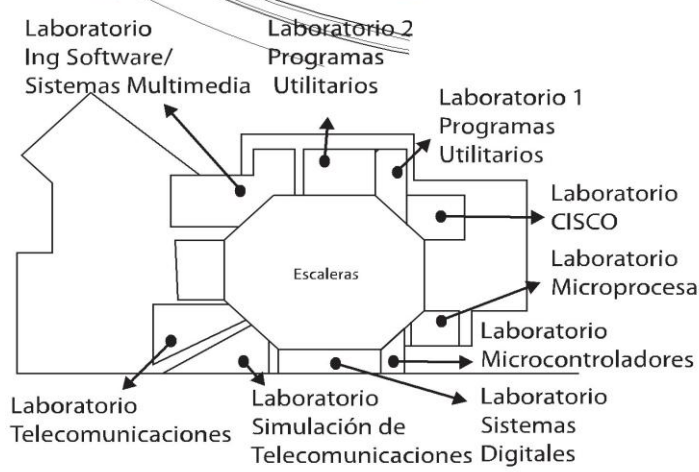 Laboratorio
Ing Software/
Sistemas Multimedia
Laboratorio 2
Programas
Utilitarios
Laboratorio 1
Programas
Utilitarios
Laboratorio
CISCO
Laboratorio
Microprocesa
Escaleras
Laboratorio
Microcontroladores
Laboratorio
Sistemas
Digitales
Laboratorio
Simulación de
Telecomunicaciones
Laboratorio
Telecomunicaciones